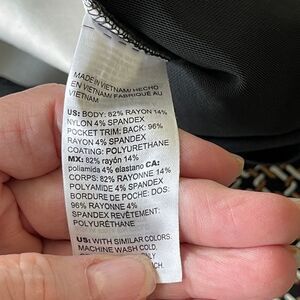 MADE IN VIETNAM/ HECHO
EN VIETNAM/ FABRIQUÉ AU
VIETNAM
US: BODY: 82% RAYON 14%
NYLON 4% SPANDEX
POCKET TRIM: BACK: 96%
RAYON 4% SPANDEX
COATING: POLYURETHANE
MX: 82% rayón 14%
poliamida 4% elastano CA:
CORPS: 82% RAYONNE 14%
POLYAMIDE 4% SPANDEX
BORDURE DE POCHE: DOS:
96% RAYONNE 4%
SPANDEX REVÊTEMENT:
POLYURÉTHANE
US: WITH SIMILAR COLORS.
MACHINE WASH COLD,
ONLY